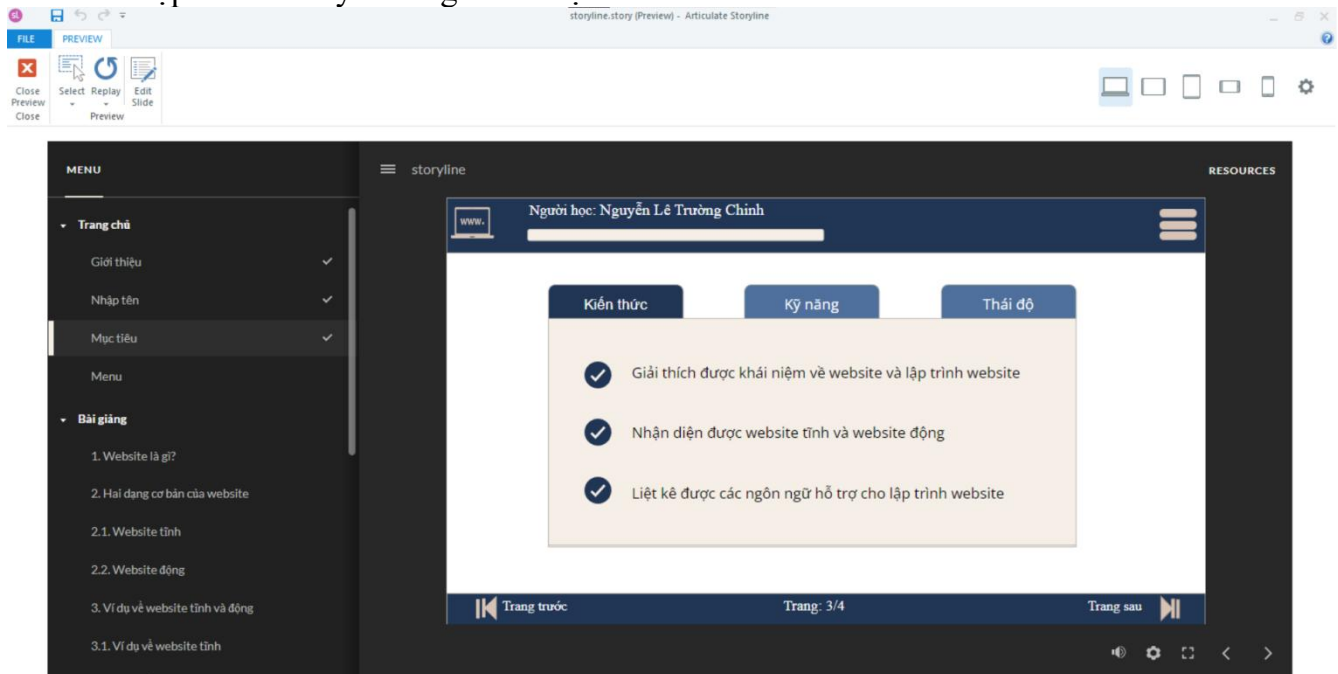 storyline.story (Preview) - Articulate Storyline
FILE PREVIEW
Close Preview
Select Replay Edit Slide
Close Preview
MENU
storyline
RESOURCES
Trang chủ
Giới thiệu
Nhập tên
Mục tiêu
Menu
Bài giảng
1. Website là gì?
2. Hai dạng cơ bản của website
2.1. Website tĩnh
2.2. Website động
3. Ví dụ về website tĩnh và động
3.1. Ví dụ về website tĩnh
www.
Người học: Nguyễn Lê Trường Chinh
Kiến thức Kỹ năng Thái độ
Giải thích được khái niệm về website và lập trình website
Nhận diện được website tĩnh và website động
Liệt kê được các ngôn ngữ hỗ trợ cho lập trình website
Trang trước Trang: 3/4 Trang sau